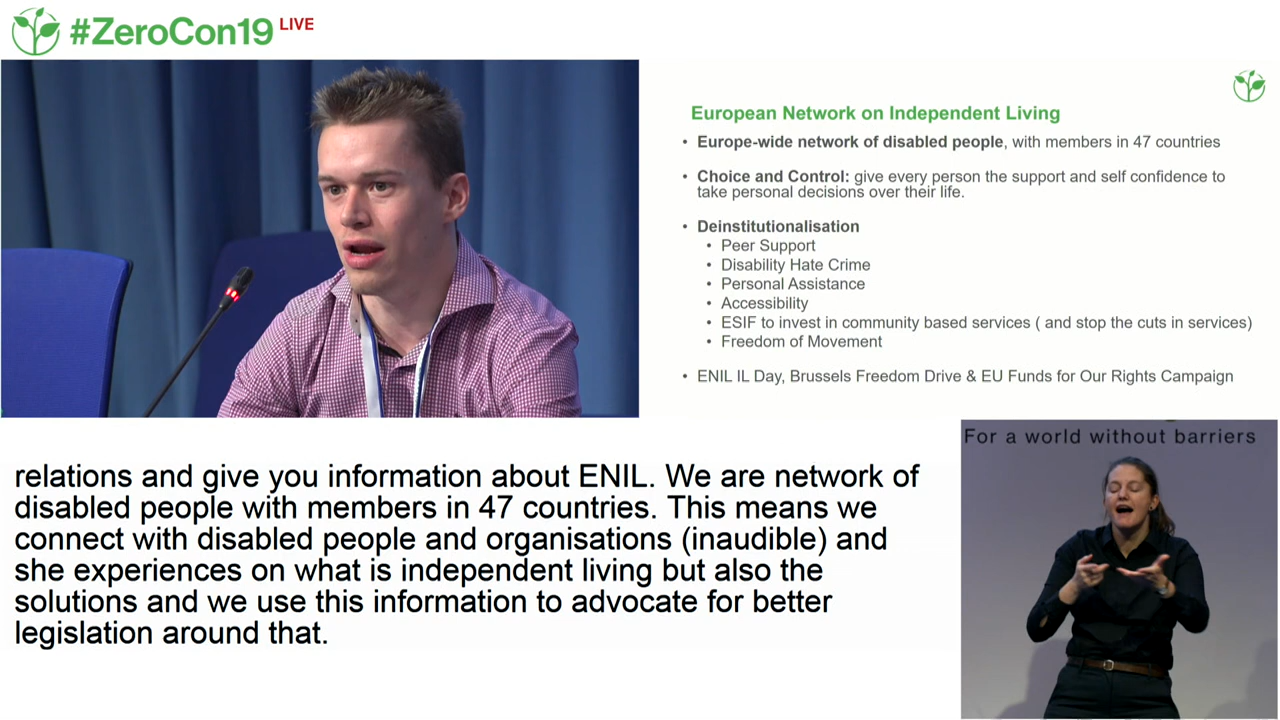 #ZeroCon19 LIVE
European Network on Independent Living
• Europe-wide network of disabled people, with members in 47 countries
• Choice and Control: give every person the support and self confidence to
take personal decisions over their life.
• Deinstitutionalisation
• Peer Support
• Disability Hate Crime
• Personal Assistance
• Accessibility
• ESIF to invest in community based services ( and stop the cuts in services)
• Freedom of Movement
• ENIL IL Day, Brussels Freedom Drive & EU Funds for Our Rights Campaign
For a world without barriers
relations and give you information about ENIL. We are network of
disabled people with members in 47 countries. This means we
connect with disabled people and organisations (inaudible) and
she experiences on what is independent living but also the
solutions and we use this information to advocate for better
legislation around that.